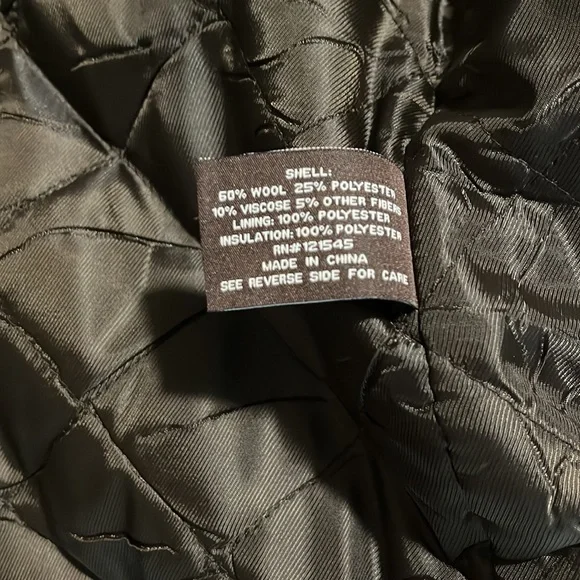 SHELL:
60% WOOL 25% POLYESTER
10% VISCOSE 5% OTHER FIBERS
LINING: 100% POLYESTER
INSULATION: 100% POLYESTER
RN# 121545
MADE IN CHINA
SEE REVERSE SIDE FOR CARE